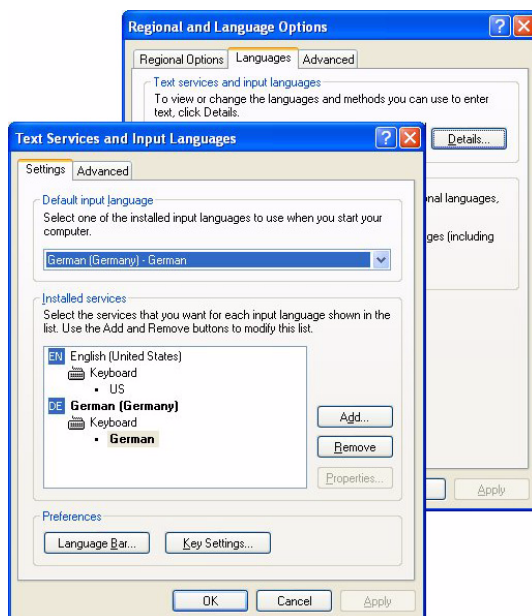 Regional and Language Options
Regional Options Languages Advanced
Text services and input languages
To view or change the languages and methods you can use to enter
text, click Details.
Details...
onal languages,
ges (including
Apply
Text Services and Input Languages
Settings Advanced
Default input language
Select one of the installed input languages to use when you start your
computer.
German (Germany) - German
Installed services
Select the services that you want for each input language shown in the
list. Use the Add and Remove buttons to modify this list.
EN English (United States)
Keyboard
• US
DE German (Germany)
Keyboard
• German
Add...
Remove
Properties...
Preferences
Language Bar... Key Settings...
OK Cancel Apply